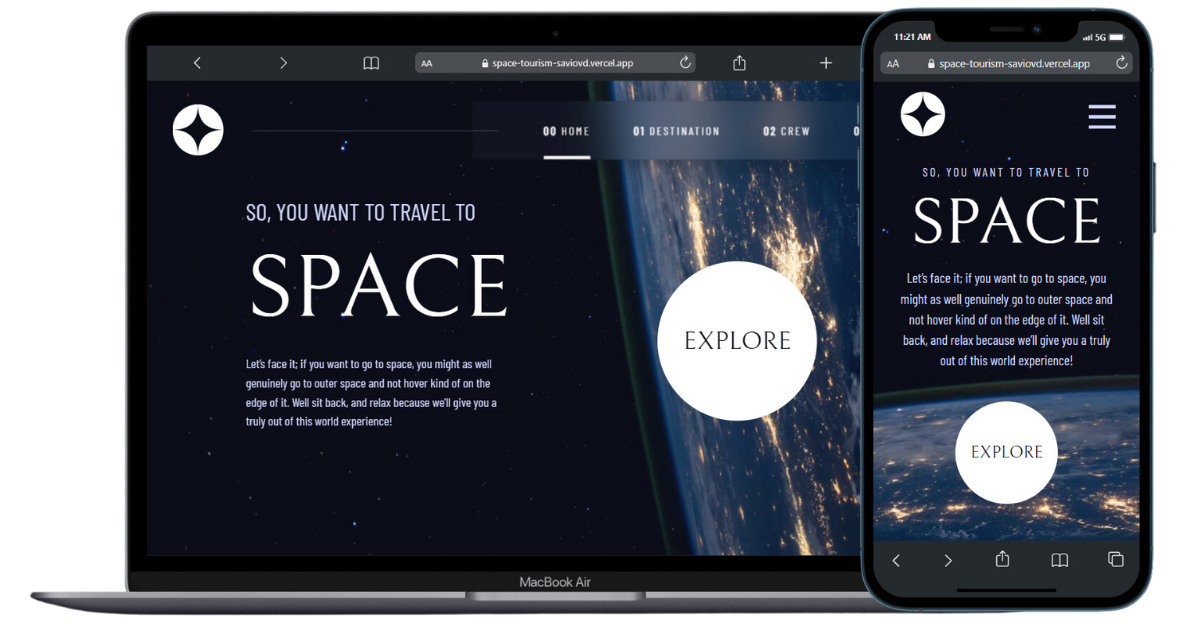 AA space-tourism-saviovd.vercel.app
00 HOME 01 DESTINATION 02 CREW 0
SO, YOU WANT TO TRAVEL TO
SPACE
Let's face it; if you want to go to space, you might as well
genuinely go to outer space and not hover kind of on the
edge of it. Well sit back, and relax because we'll give you a
truly out of this world experience!
EXPLORE
MacBook Air
11:21 AM 5G
AA space-tourism-saviovd.vercel.app
SO, YOU WANT TO TRAVEL TO
SPACE
Let's face it; if you want to go to space, you
might as well genuinely go to outer space and
not hover kind of on the edge of it. Well sit
back, and relax because we'll give you a truly
out of this world experience!
EXPLORE